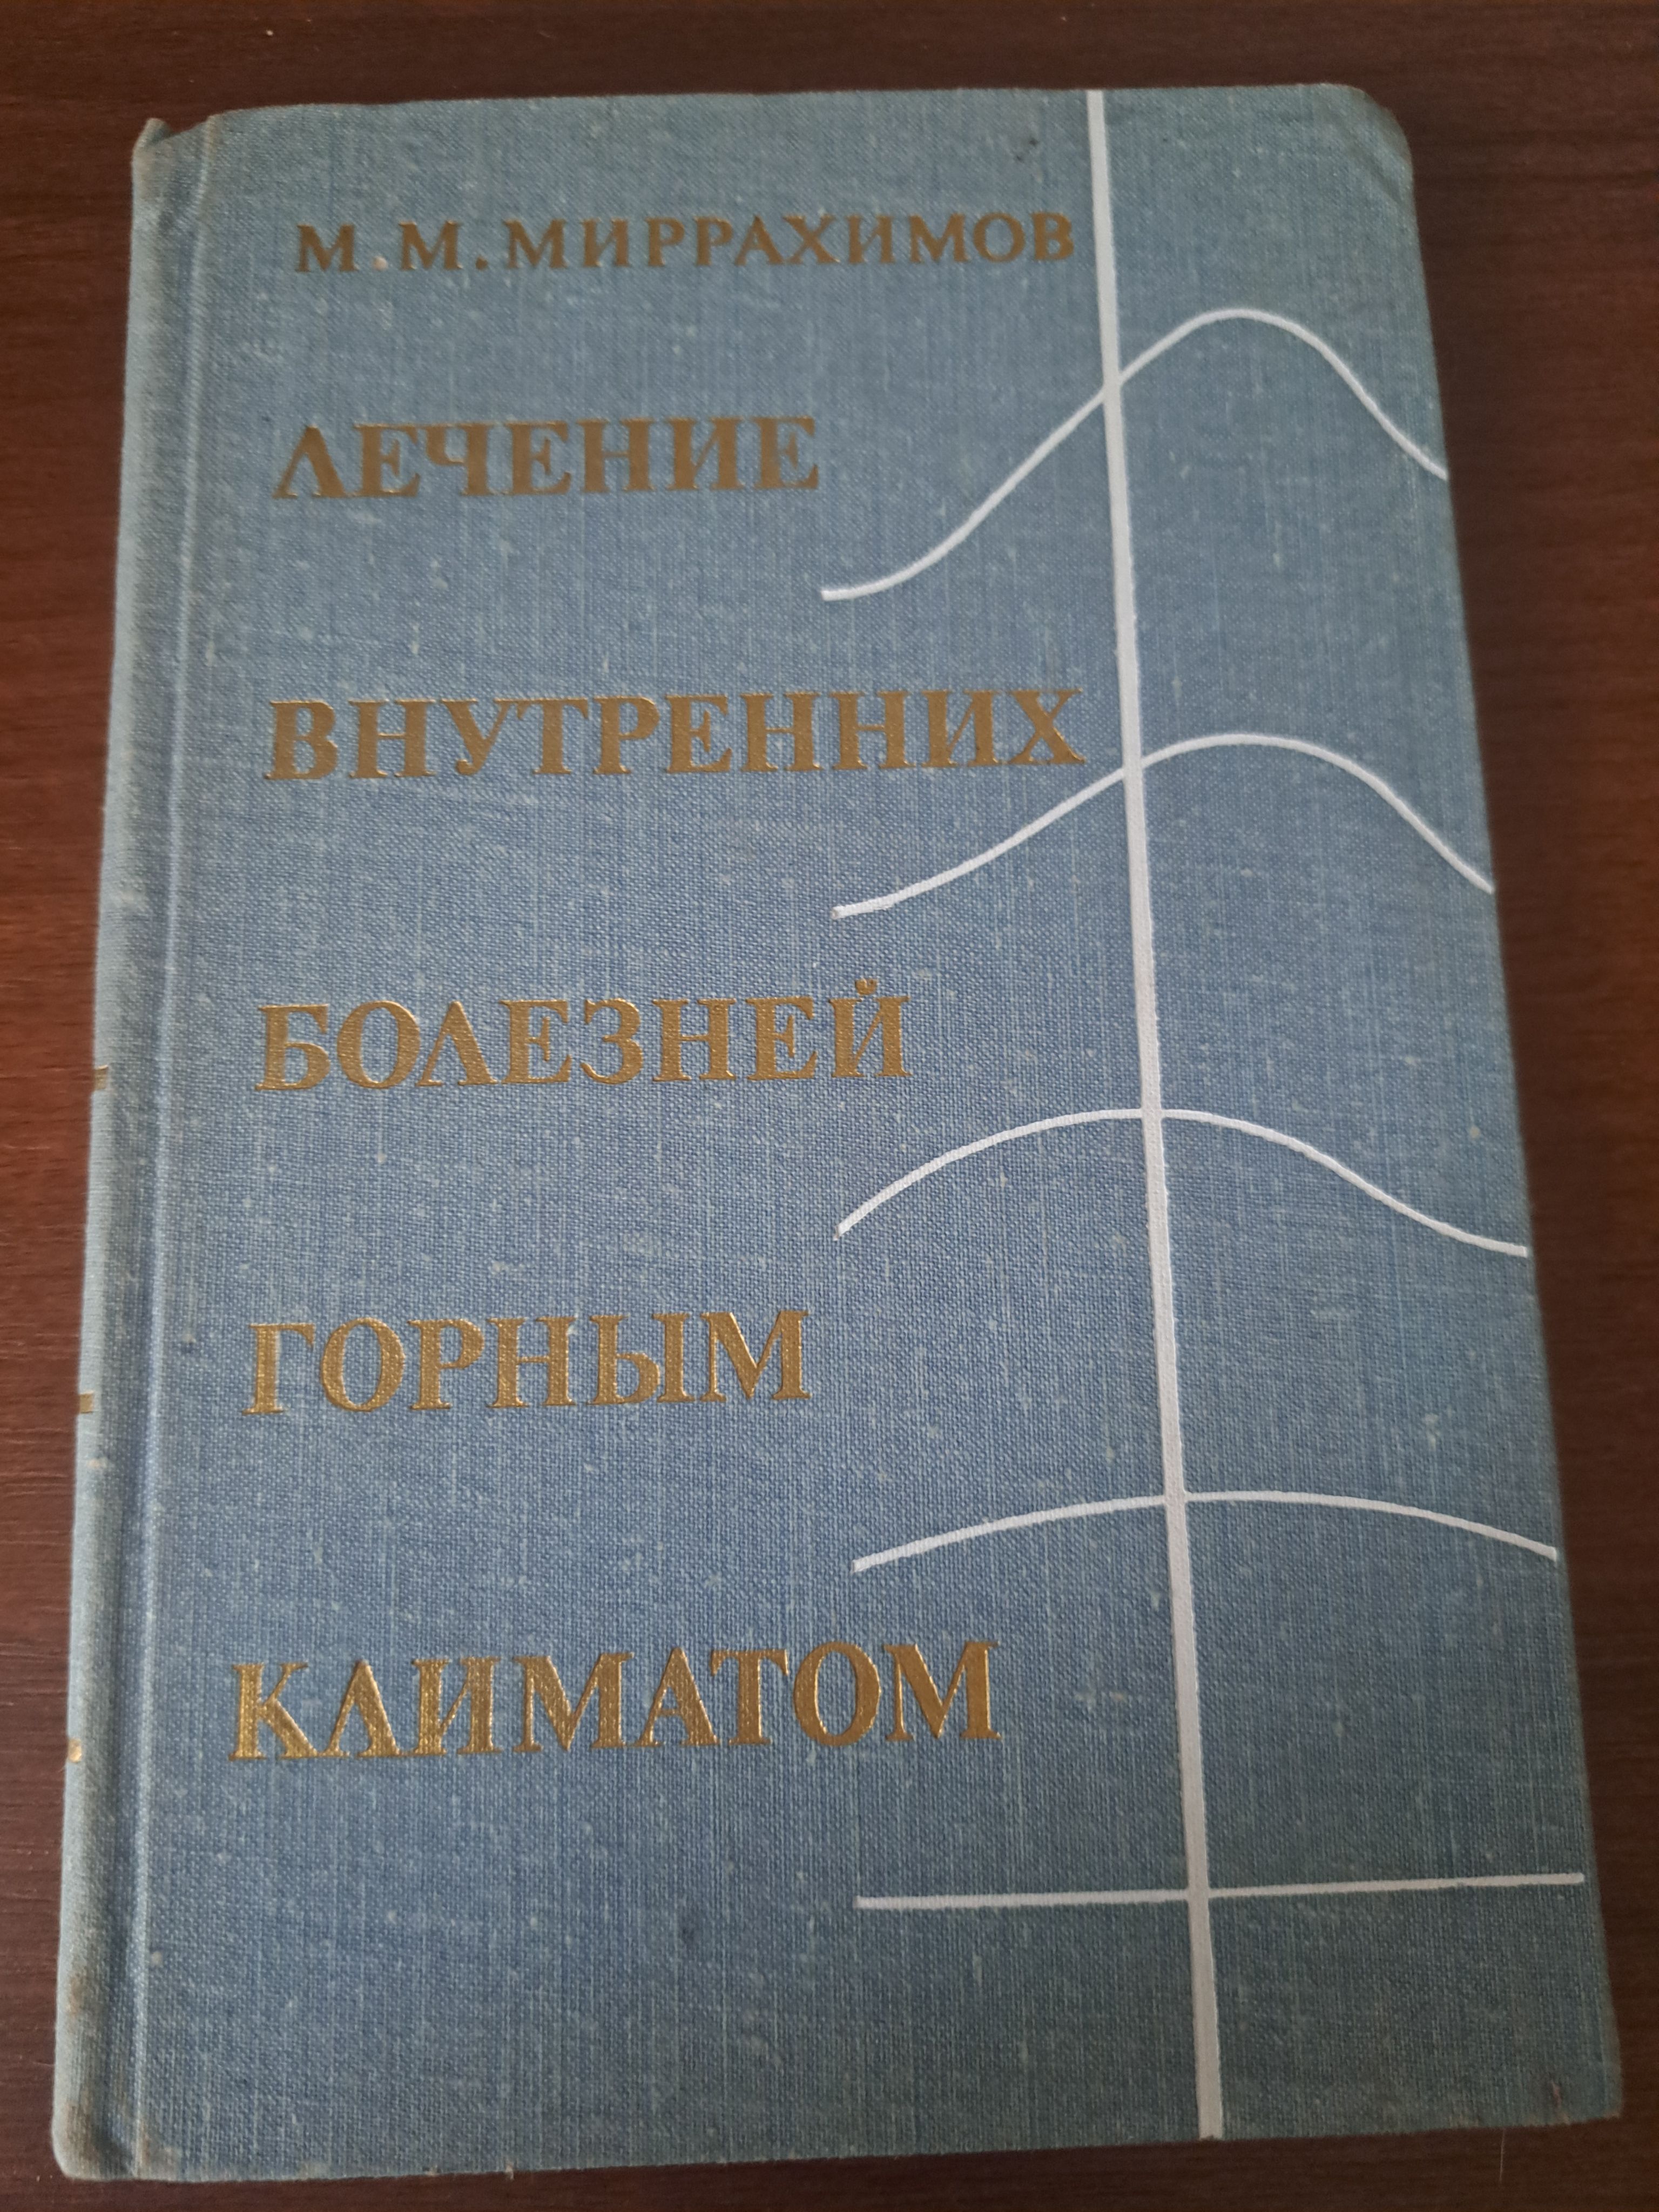 М.М.МИРРАХИМОВ
ЛЕЧЕНИЕ
ВНУТРЕННИХ
БОЛЕЗНЕЙ
ГОРНЫМ
КЛИМАТОМ